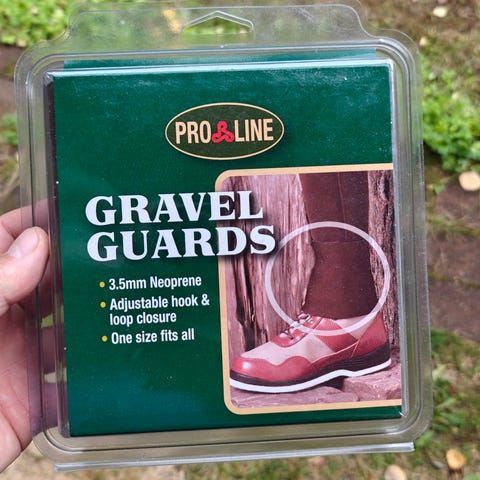 PRO LINE
GRAVEL
GUARDS
• 3.5mm Neoprene
• Adjustable hook &
loop closure
• One size fits all